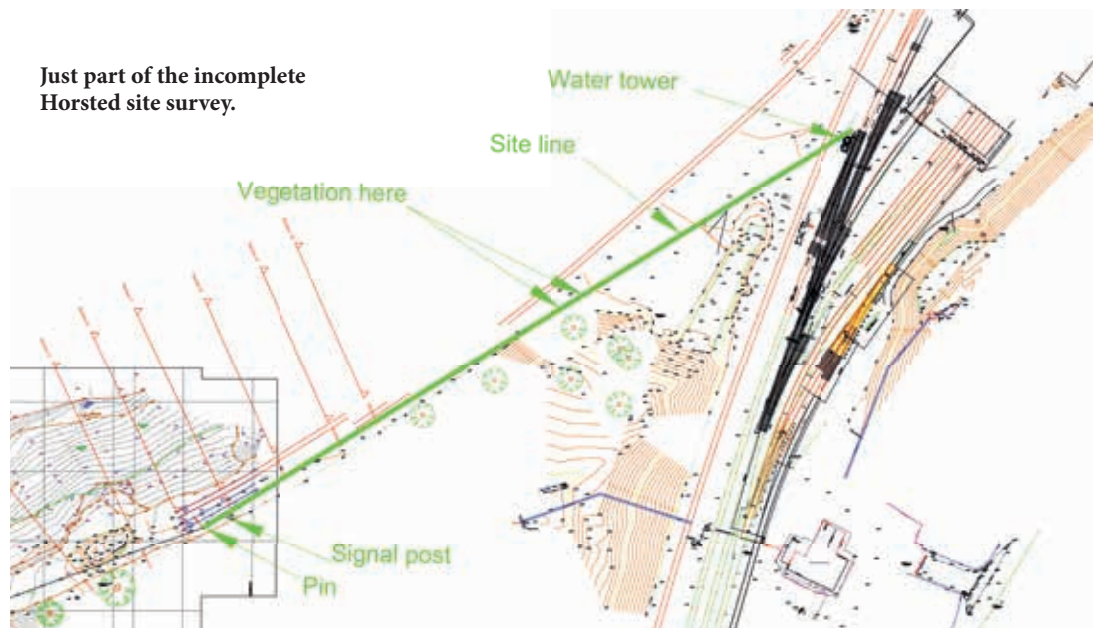 Just part of the incomplete
Horsted site survey.
Water tower
Site line
Vegetation here
Signal post
Pin